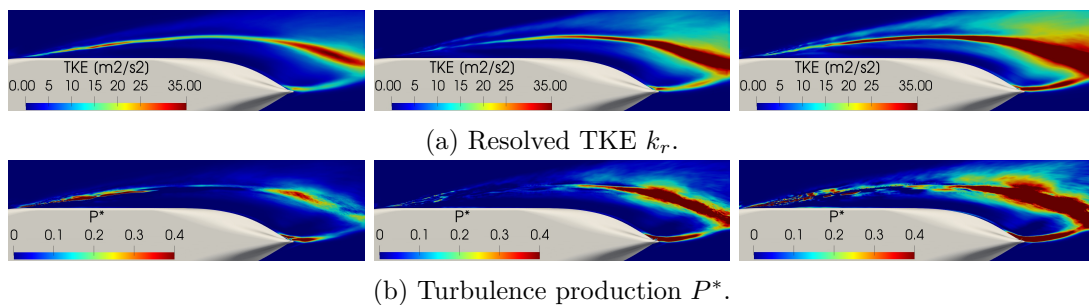 TKE (m2/s2) TKE (m2/s2) TKE (m2/s2)
0.00 5 10 15 20 25 35.00 0.00 5 10 15 20 25 35.00 0.00 5 10 15 20 25 35.00
(a) Resolved TKE k_r.
P* P* P*
0 0.1 0.2 0.3 0.4 0 0.1 0.2 0.3 0.4 0 0.1 0.2 0.3 0.4
(b) Turbulence production P*.